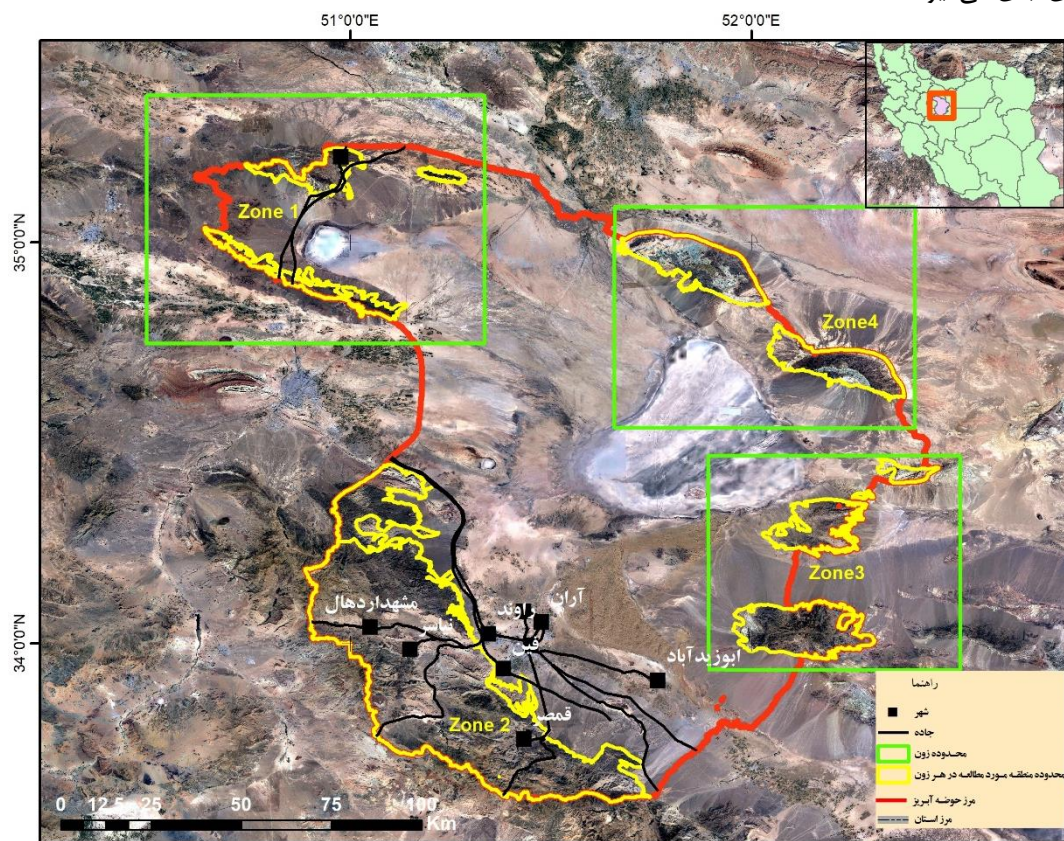 51°0'0"E
52°0'0"E
35°0'0"N
34°0'0"N
Zone 1
Zone4
Zone3
Zone 2
مشهداردهال
نیاسر
راوند
آران
فین
ابوزیدآباد
قمصر
0 12.5 25 50 75 100
Km
راهنما
شهر
جاده
محدوده زون
محدوده منطقه مورد مطالعه در هر زون
مرز حوضه آبریز
مرز استان